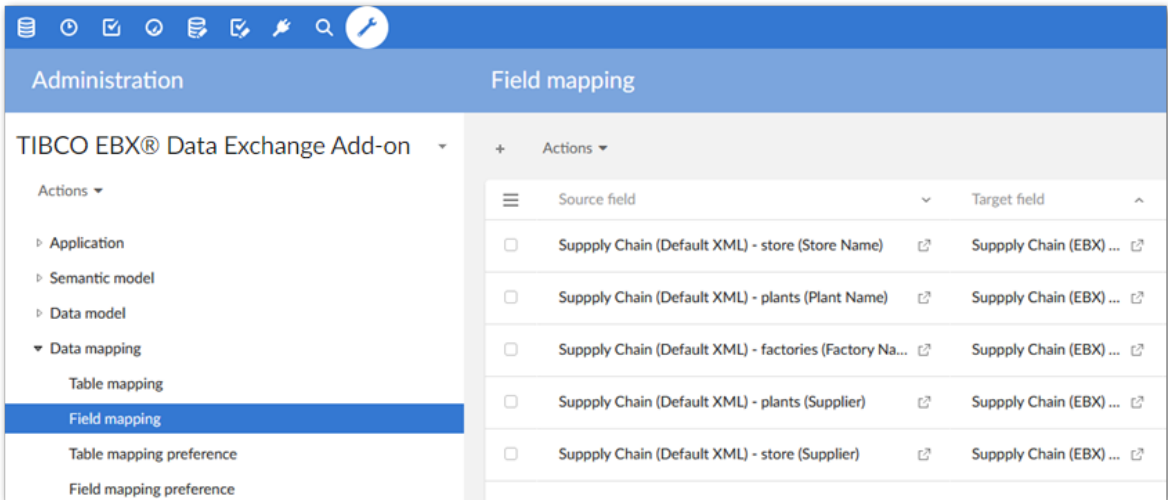 Administration
Field mapping
TIBCO EBX® Data Exchange Add-on
Actions
Application
Semantic model
Data model
Data mapping
Table mapping
Field mapping
Table mapping preference
Field mapping preference
Actions
Source field Target field
Suppply Chain (Default XML) - store (Store Name) Suppply Chain (EBX) ...
Suppply Chain (Default XML) - plants (Plant Name) Suppply Chain (EBX) ...
Suppply Chain (Default XML) - factories (Factory Na... Suppply Chain (EBX) ...
Suppply Chain (Default XML) - plants (Supplier) Suppply Chain (EBX) ...
Suppply Chain (Default XML) - store (Supplier) Suppply Chain (EBX) ...